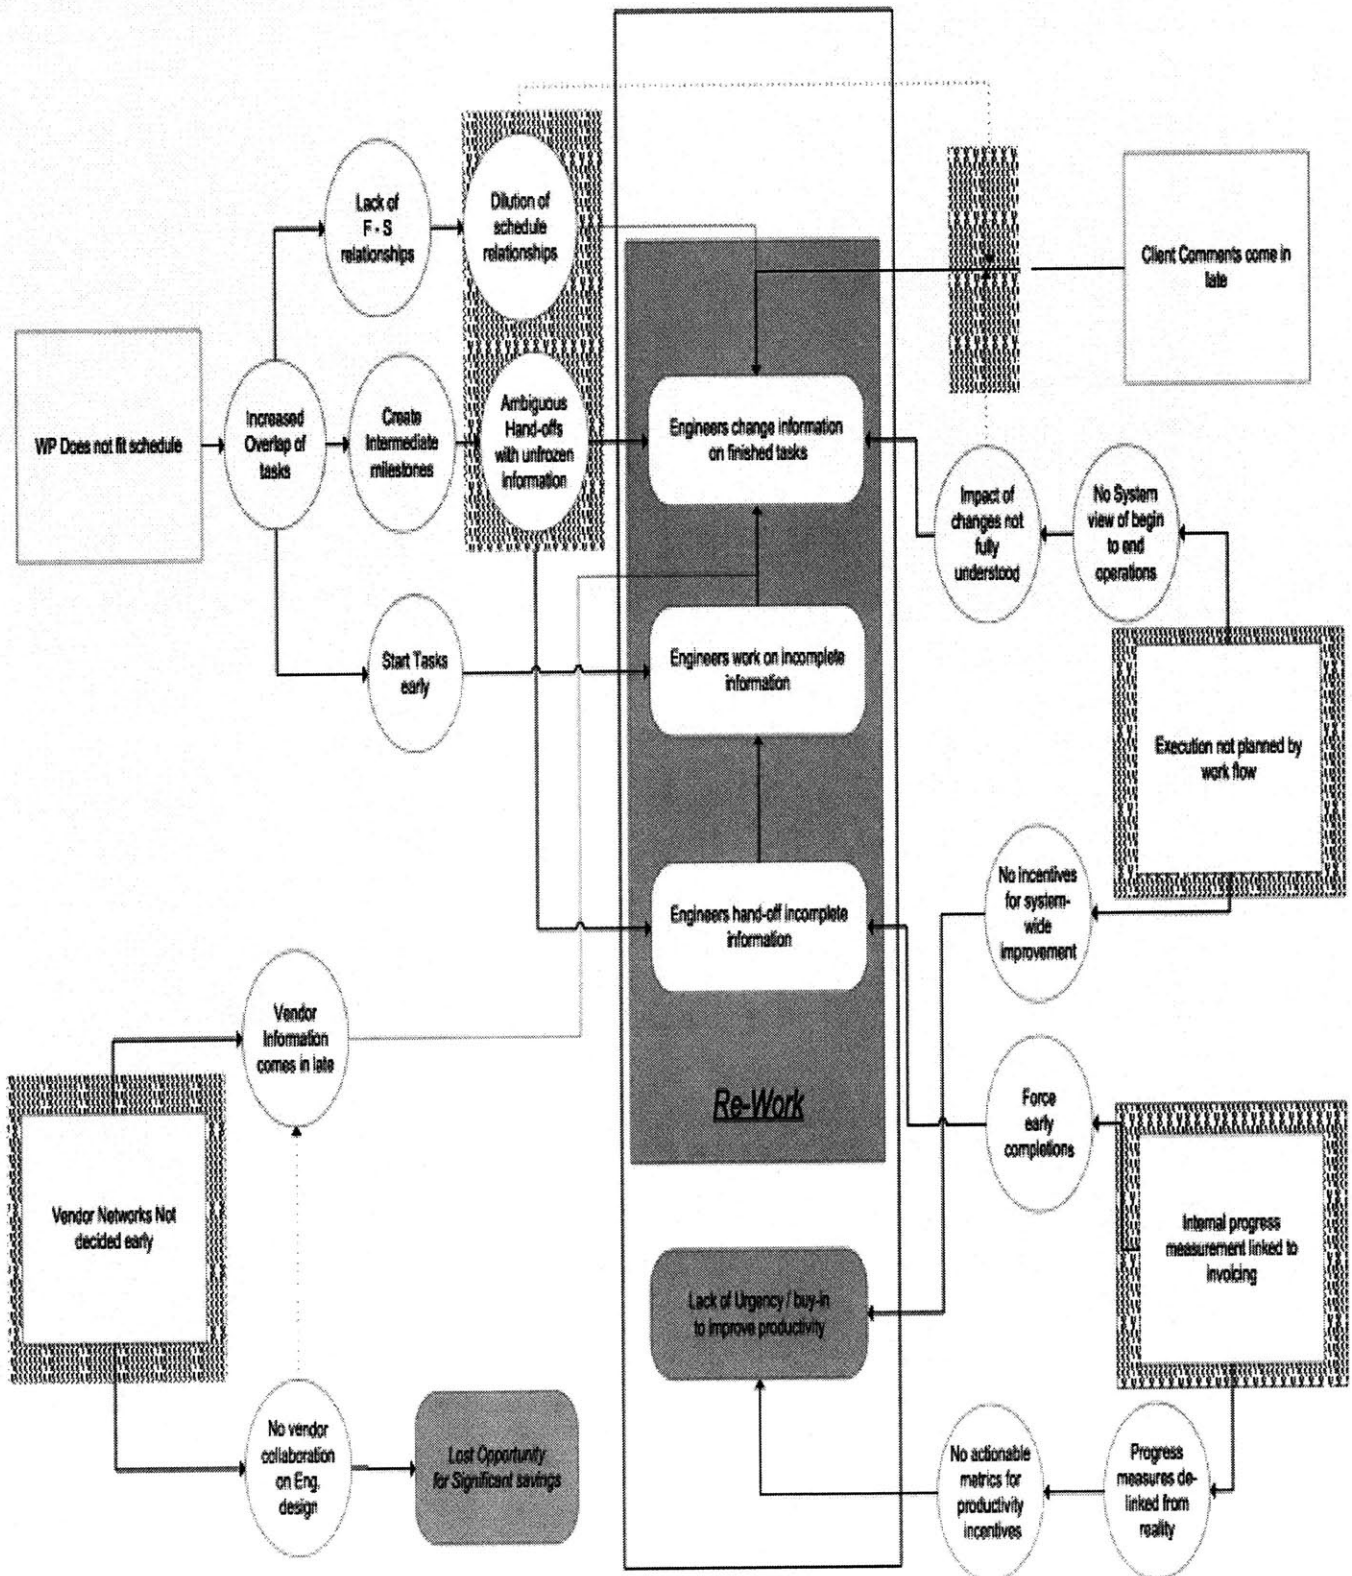 Lack of
F - S
relationships
Dilution of
schedule
relationships
Client Comments come in
late
WP Does not fit schedule
Increased
Overlap of
tasks
Create
Intermediate
milestones
Ambiguous
Hand-offs
with unfrozen
information
Engineers change information
on finished tasks
Impact of
changes not
fully
understood
No System
view of begin
to end
operations
Start Tasks
early
Engineers work on incomplete
information
Execution not planned by
work flow
No incentives
for system-
wide
improvement
Engineers hand-off incomplete
information
Vendor
Information
comes in late
Re-Work
Force
early
completions
Vendor Networks Not
decided early
Internal progress
measurement linked to
invoicing
Lack of Urgency / buy-in
to improve productivity
No vendor
collaboration
on Eng.
design
Lost Opportunity
for Significant savings
No actionable
metrics for
productivity
incentives
Progress
measures de-
linked from
reality